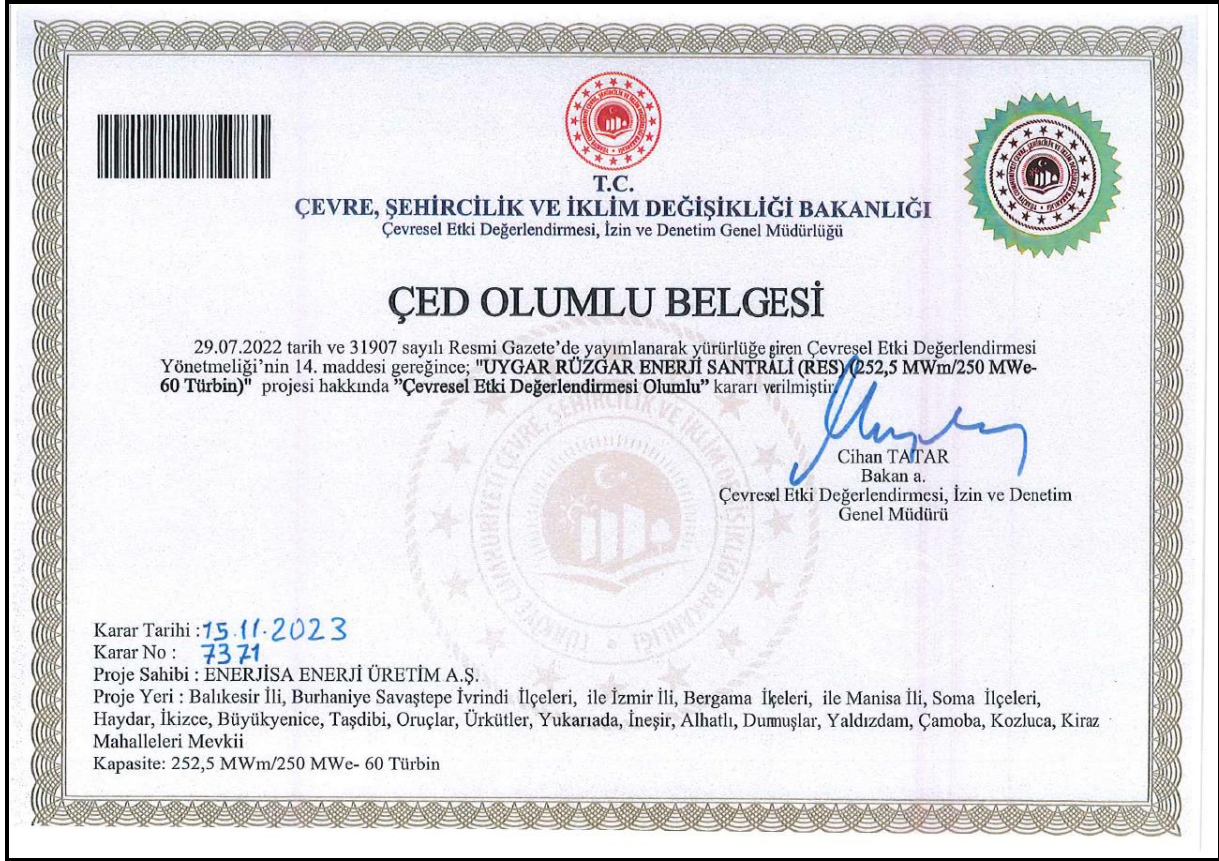 T.C.
ÇEVRE, ŞEHİRCİLİK VE İKLİM DEĞİŞİKLİĞİ BAKANLIĞI
Çevresel Etki Değerlendirmesi, İzin ve Denetim Genel Müdürlüğü
ÇED OLUMLU BELGESİ
29.07.2022 tarih ve 31907 sayılı Resmi Gazete'de yayımlanarak yürürlüğe giren Çevresel Etki Değerlendirmesi
Yönetmeliği'nin 14. maddesi gereğince; "UYGAR RÜZGAR ENERJİ SANTRALİ (RES) (252,5 MWm/250 MWe-
60 Türbin)" projesi hakkında "Çevresel Etki Değerlendirmesi Olumlu" kararı verilmiştir.
Cihan TATAR
Bakan a.
Çevresel Etki Değerlendirmesi, İzin ve Denetim
Genel Müdürü
Karar Tarihi : 15.11.2023
Karar No : 7371
Proje Sahibi : ENERJİSA ENERJİ ÜRETİM A.Ş.
Proje Yeri : Balıkesir İli, Burhaniye Savaştepe İvrindi İlçeleri, ile İzmir İli, Bergama İlçeleri, ile Manisa İli, Soma İlçeleri,
Haydar, İkizce, Büyükyenice, Taşdibi, Oruçlar, Ürkütler, Yukarıada, İneşir, Alhatlı, Durmuşlar, Yaldızdam, Çamoba, Kozluca, Kiraz
Mahalleleri Mevkii
Kapasite: 252,5 MWm/250 MWe- 60 Türbin